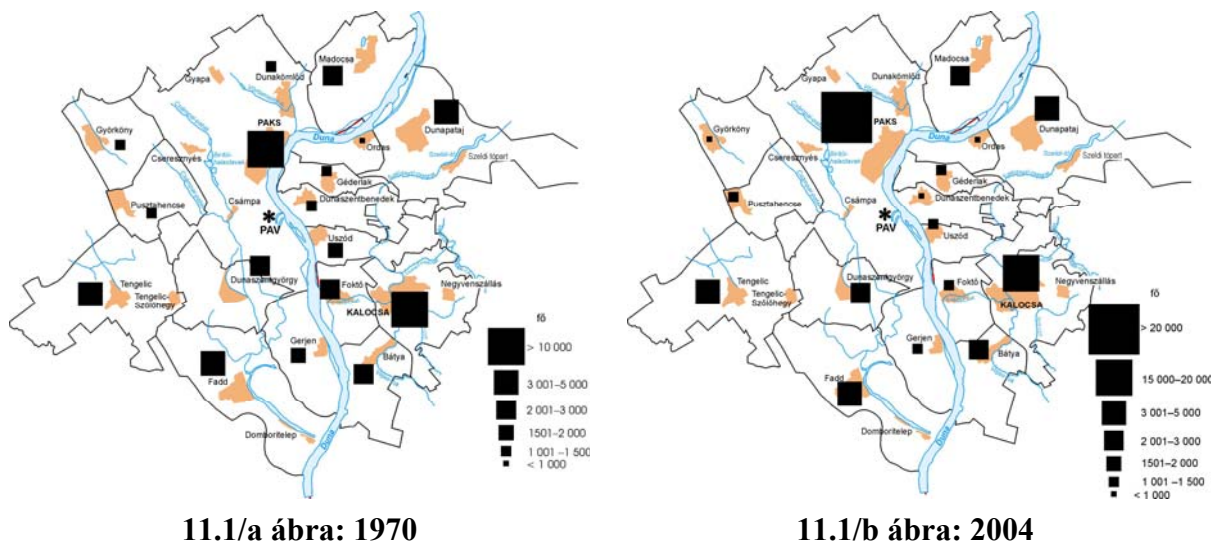 Madocsa
Gyapa
Dunakömlőd
Györköny
PAKS
Duna
Dunapataj
Cseresznyés
Ordas
Szelidi tópart
Géderlak
Pusztahencse
Csámpa
Dunaszentbenedek
*
PAV
Uszód
Tengelic
Dunaszentgyörgy
Foktő
Negyvenszállás
Tengelic-
Szőlőhegy
KALOCSA
Gerjen
Bátya
Fadd
Domboritelep
Duna
fő
> 10 000
3 001–5 000
2 001–3 000
1501–2 000
1 001 –1 500
< 1 000
11.1/a ábra: 1970
Madocsa
Gyapa
Dunakömlőd
Györköny
PAKS
Duna
Dunapataj
Cseresznyés
Ordas
Szelidi tópart
Géderlak
Pusztahencse
Csámpa
Dunaszentbenedek
*
PAV
Uszód
Tengelic
Dunaszentgyörgy
Foktő
Negyvenszállás
Tengelic-
Szőlőhegy
KALOCSA
Gerjen
Bátya
Fadd
Domboritelep
Duna
fő
> 20 000
15 000–20 000
3 001–5 000
2 001–3 000
1501–2 000
1 001 –1 500
< 1 000
11.1/b ábra: 2004